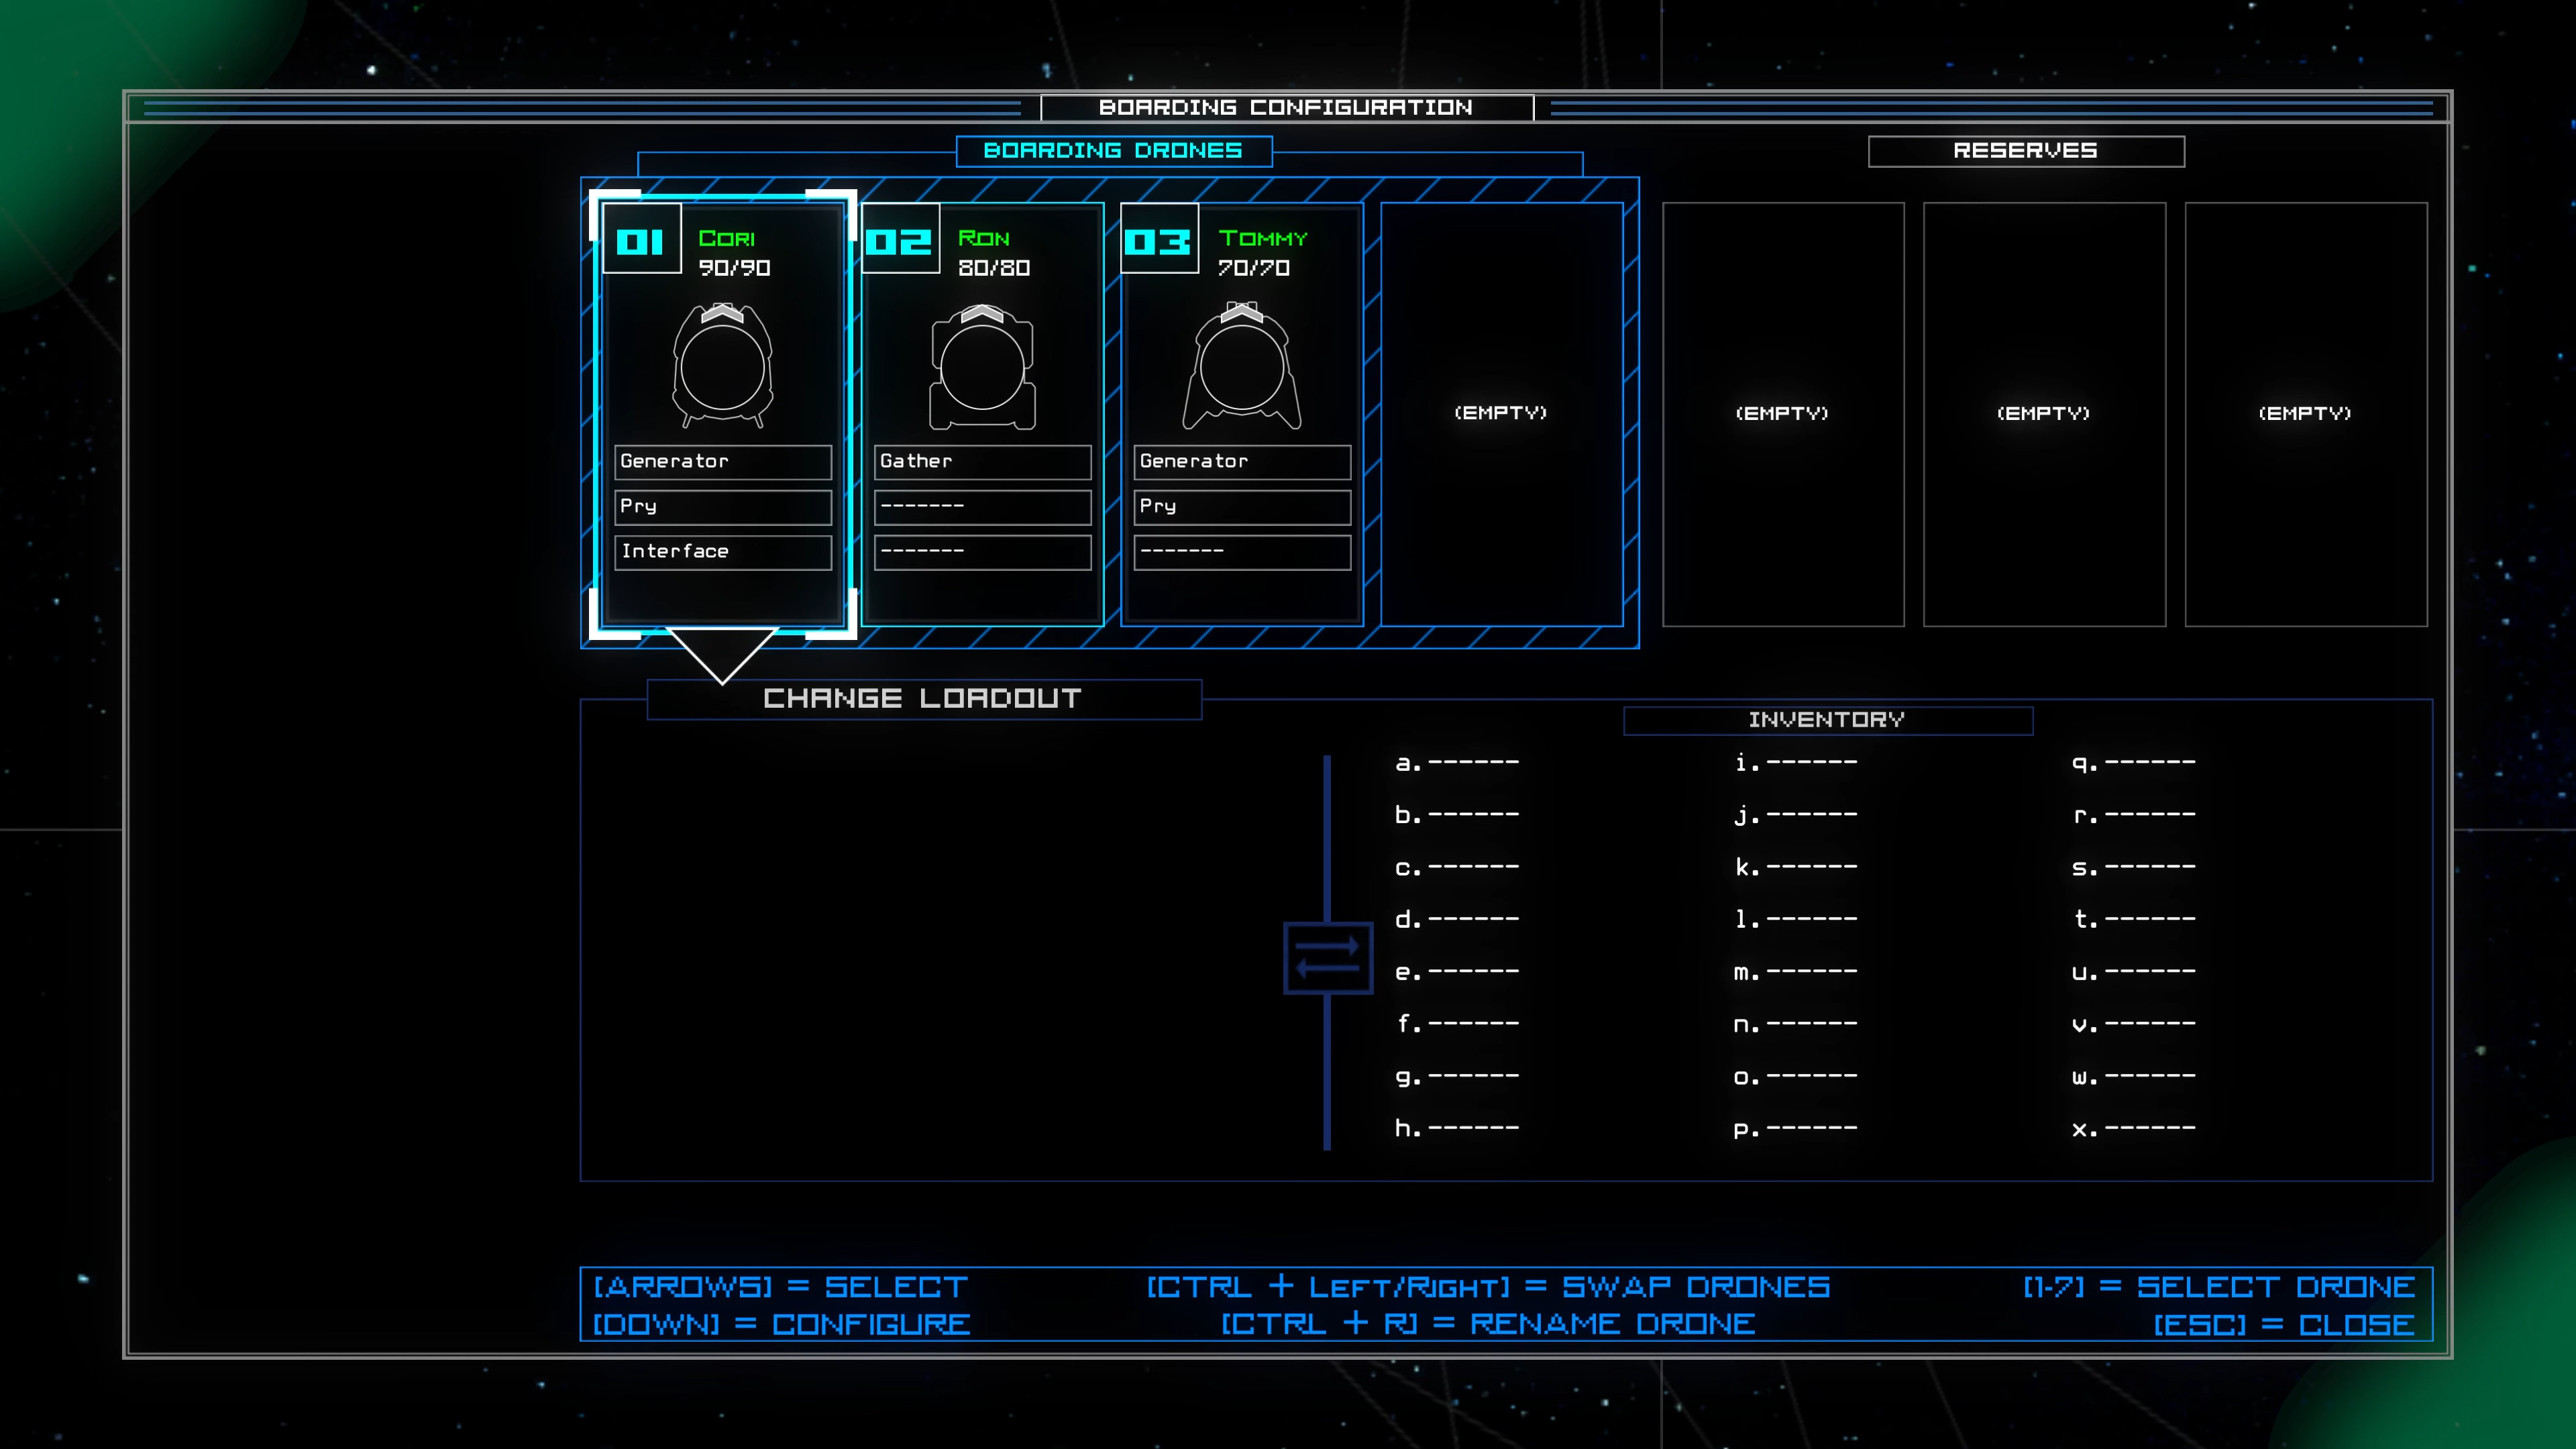 BOARDING CONFIGURATION
BOARDING DRONES
RESERVES
01 Cori
90/90
Generator
Pry
Interface
02 Ron
80/80
Gather
-------
-------
03 Tommy
70/70
Generator
Pry
-------
(EMPTY)
(EMPTY)
(EMPTY)
(EMPTY)
CHANGE LOADOUT
INVENTORY
a.------
b.------
c.------
d.------
e.------
f.------
g.------
h.------
i.------
j.------
k.------
l.------
m.------
n.------
o.------
p.------
q.------
r.------
s.------
t.------
u.------
v.------
w.------
x.------
[ARROWS] = SELECT
[DOWN] = CONFIGURE
[CTRL + Left/Right] = SWAP DRONES
[CTRL + R] = RENAME DRONE
[1-7] = SELECT DRONE
[ESC] = CLOSE